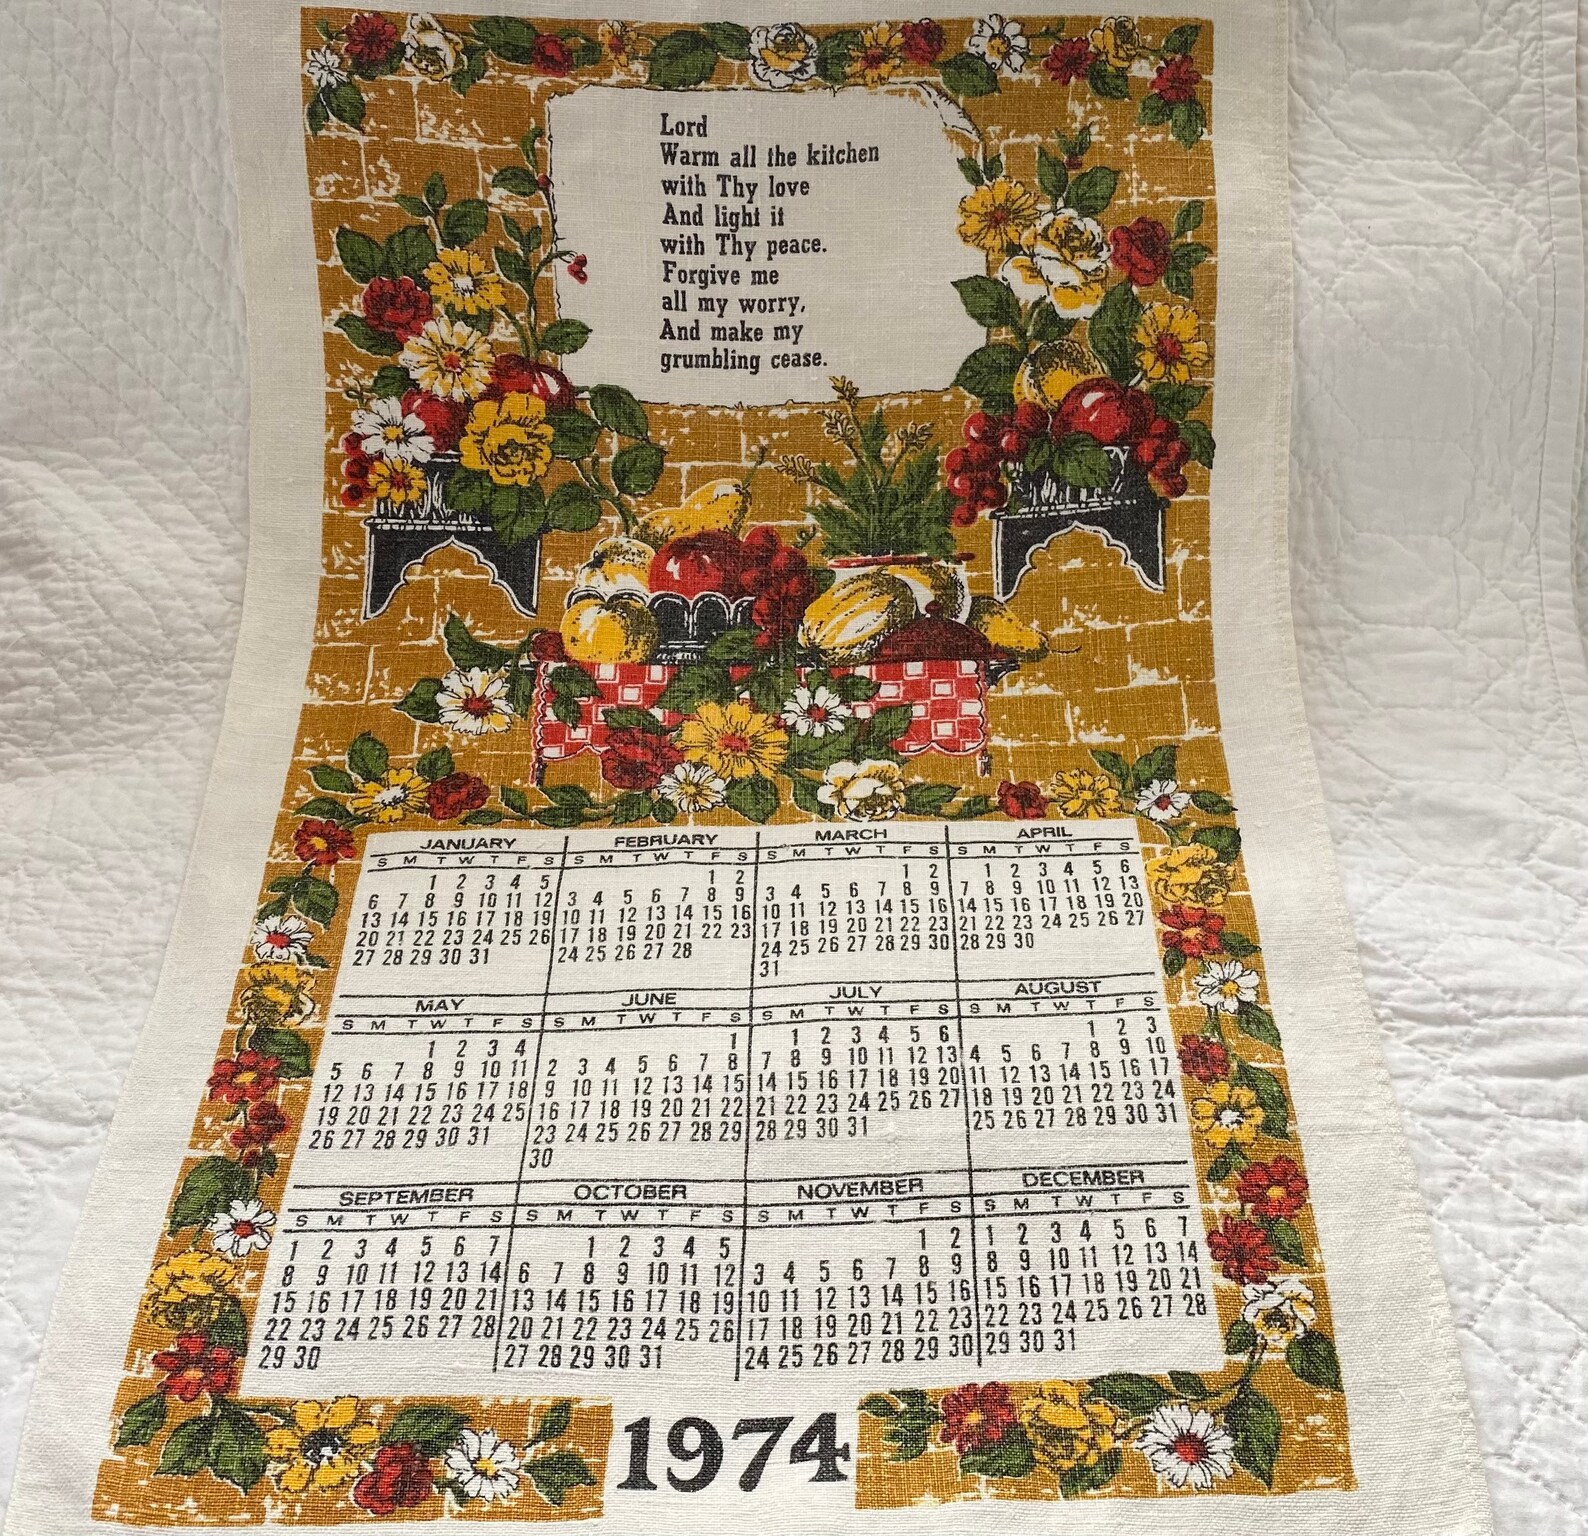 Lord
Warm all the kitchen
with Thy love
And light it
with Thy peace.
Forgive me
all my worry,
And make my
grumbling cease.
JANUARY
S M T W T F S
1 2 3 4 5
6 7 8 9 10 11 12
13 14 15 16 17 18 19
20 21 22 23 24 25 26
27 28 29 30 31
FEBRUARY
S M T W T F S
1 2
3 4 5 6 7 8 9
10 11 12 13 14 15 16
17 18 19 20 21 22 23
24 25 26 27 28
MARCH
S M T W T F S
1 2
3 4 5 6 7 8 9
10 11 12 13 14 15 16
17 18 19 20 21 22 23
24 25 26 27 28 29 30
31
APRIL
S M T W T F S
1 2 3 4 5 6
7 8 9 10 11 12 13
14 15 16 17 18 19 20
21 22 23 24 25 26 27
28 29 30
MAY
S M T W T F S
1 2 3 4
5 6 7 8 9 10 11
12 13 14 15 16 17 18
19 20 21 22 23 24 25
26 27 28 29 30 31
JUNE
S M T W T F S
1
2 3 4 5 6 7 8
9 10 11 12 13 14 15
16 17 18 19 20 21 22
23 24 25 26 27 28 29
30
JULY
S M T W T F S
1 2 3 4 5 6
7 8 9 10 11 12 13
14 15 16 17 18 19 20
21 22 23 24 25 26 27
28 29 30 31
AUGUST
S M T W T F S
1 2 3
4 5 6 7 8 9 10
11 12 13 14 15 16 17
18 19 20 21 22 23 24
25 26 27 28 29 30 31
SEPTEMBER
S M T W T F S
1 2 3 4 5 6 7
8 9 10 11 12 13 14
15 16 17 18 19 20 21
22 23 24 25 26 27 28
29 30
OCTOBER
S M T W T F S
1 2 3 4 5
6 7 8 9 10 11 12
13 14 15 16 17 18 19
20 21 22 23 24 25 26
27 28 29 30 31
NOVEMBER
S M T W T F S
1 2
3 4 5 6 7 8 9
10 11 12 13 14 15 16
17 18 19 20 21 22 23
24 25 26 27 28 29 30
DECEMBER
S M T W T F S
1 2 3 4 5 6 7
8 9 10 11 12 13 14
15 16 17 18 19 20 21
22 23 24 25 26 27 28
29 30 31
1974